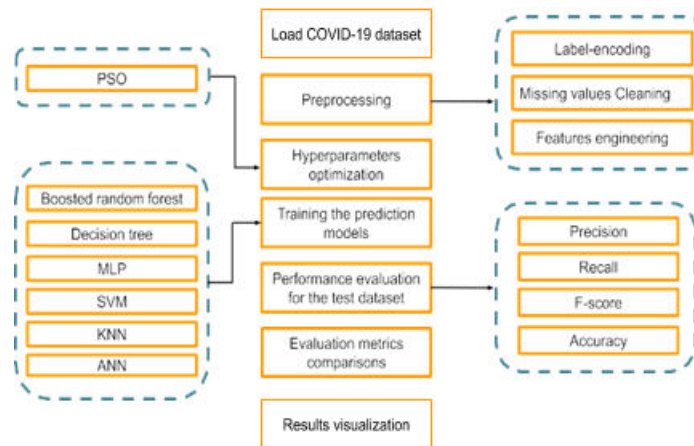 Load COVID-19 dataset
PSO
Preprocessing
Label-encoding
Missing values Cleaning
Features engineering
Hyperparameters
optimization
Boosted random forest
Decision tree
MLP
SVM
KNN
ANN
Training the prediction
models
Performance evaluation
for the test dataset
Precision
Recall
F-score
Accuracy
Evaluation metrics
comparisons
Results visualization